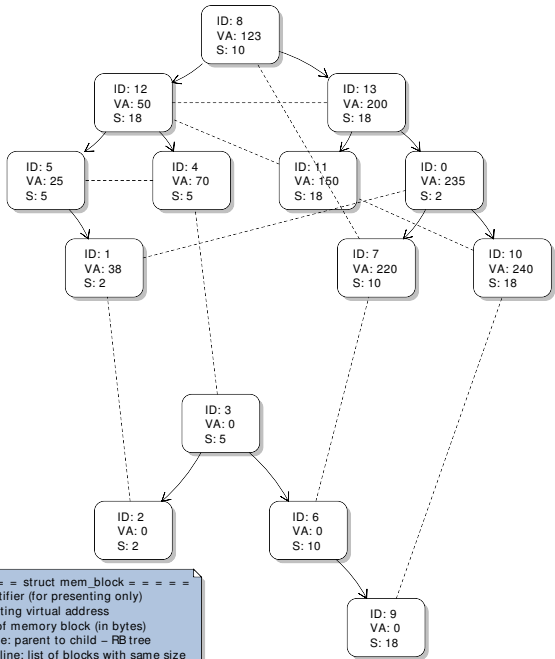 ID: 8
VA: 123
S: 10
ID: 12
VA: 50
S: 18
ID: 13
VA: 200
S: 18
ID: 5
VA: 25
S: 5
ID: 4
VA: 70
S: 5
ID: 11
VA: 150
S: 18
ID: 0
VA: 235
S: 2
ID: 1
VA: 38
S: 2
ID: 7
VA: 220
S: 10
ID: 10
VA: 240
S: 18
ID: 3
VA: 0
S: 5
ID: 2
VA: 0
S: 2
ID: 6
VA: 0
S: 10
ID: 9
VA: 0
S: 18
= = struct mem_block = = = = =
tifier (for presenting only)
ting virtual address
of memory block (in bytes)
e: parent to child – RB tree
line: list of blocks with same size